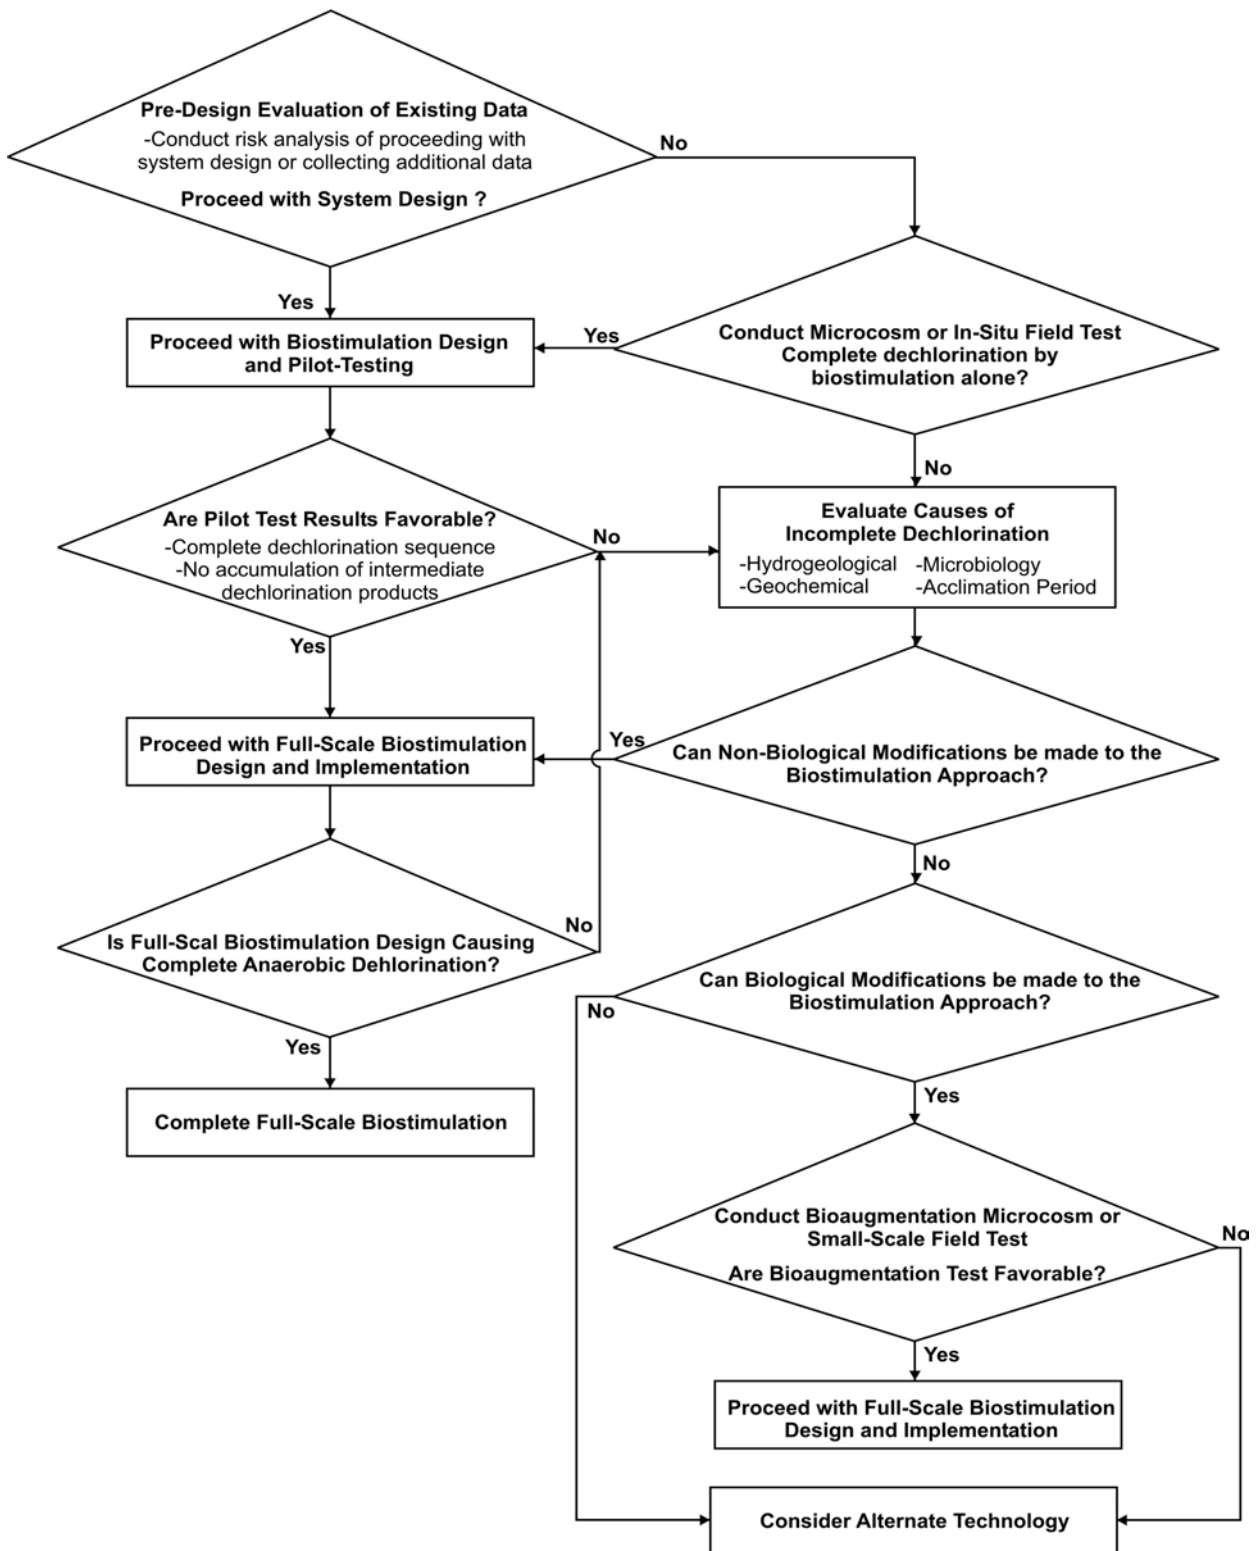 Pre-Design Evaluation of Existing Data
-Conduct risk analysis of proceeding with
system design or collecting additional data
Proceed with System Design ?
No
Yes
Proceed with Biostimulation Design
and Pilot-Testing
Yes
Conduct Microcosm or In-Situ Field Test
Complete dechlorination by
biostimulation alone?
No
Are Pilot Test Results Favorable?
-Complete dechlorination sequence
-No accumulation of intermediate
dechlorination products
No
Yes
Evaluate Causes of
Incomplete Dechlorination
-Hydrogeological -Microbiology
-Geochemical -Acclimation Period
Proceed with Full-Scale Biostimulation
Design and Implementation
Yes
Can Non-Biological Modifications be made to the
Biostimulation Approach?
No
Is Full-Scal Biostimulation Design Causing
Complete Anaerobic Dehlorination?
No
Yes
Complete Full-Scale Biostimulation
Can Biological Modifications be made to the
Biostimulation Approach?
No
Yes
Conduct Bioaugmentation Microcosm or
Small-Scale Field Test
Are Bioaugmentation Test Favorable?
No
Yes
Proceed with Full-Scale Biostimulation
Design and Implementation
Consider Alternate Technology